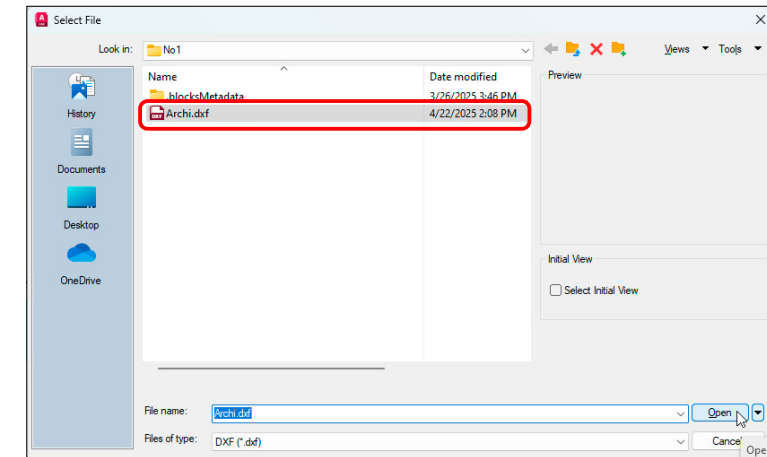 Select File
Look in: No1 Views Tools
Name Date modified Preview
.blocksMetadata 3/26/2025 3:46 PM
Archi.dxf 4/22/2025 2:08 PM
History
Documents
Desktop
OneDrive
Initial View
Select Initial View
File name: Archi.dxf Open
Files of type: DXF (*.dxf)